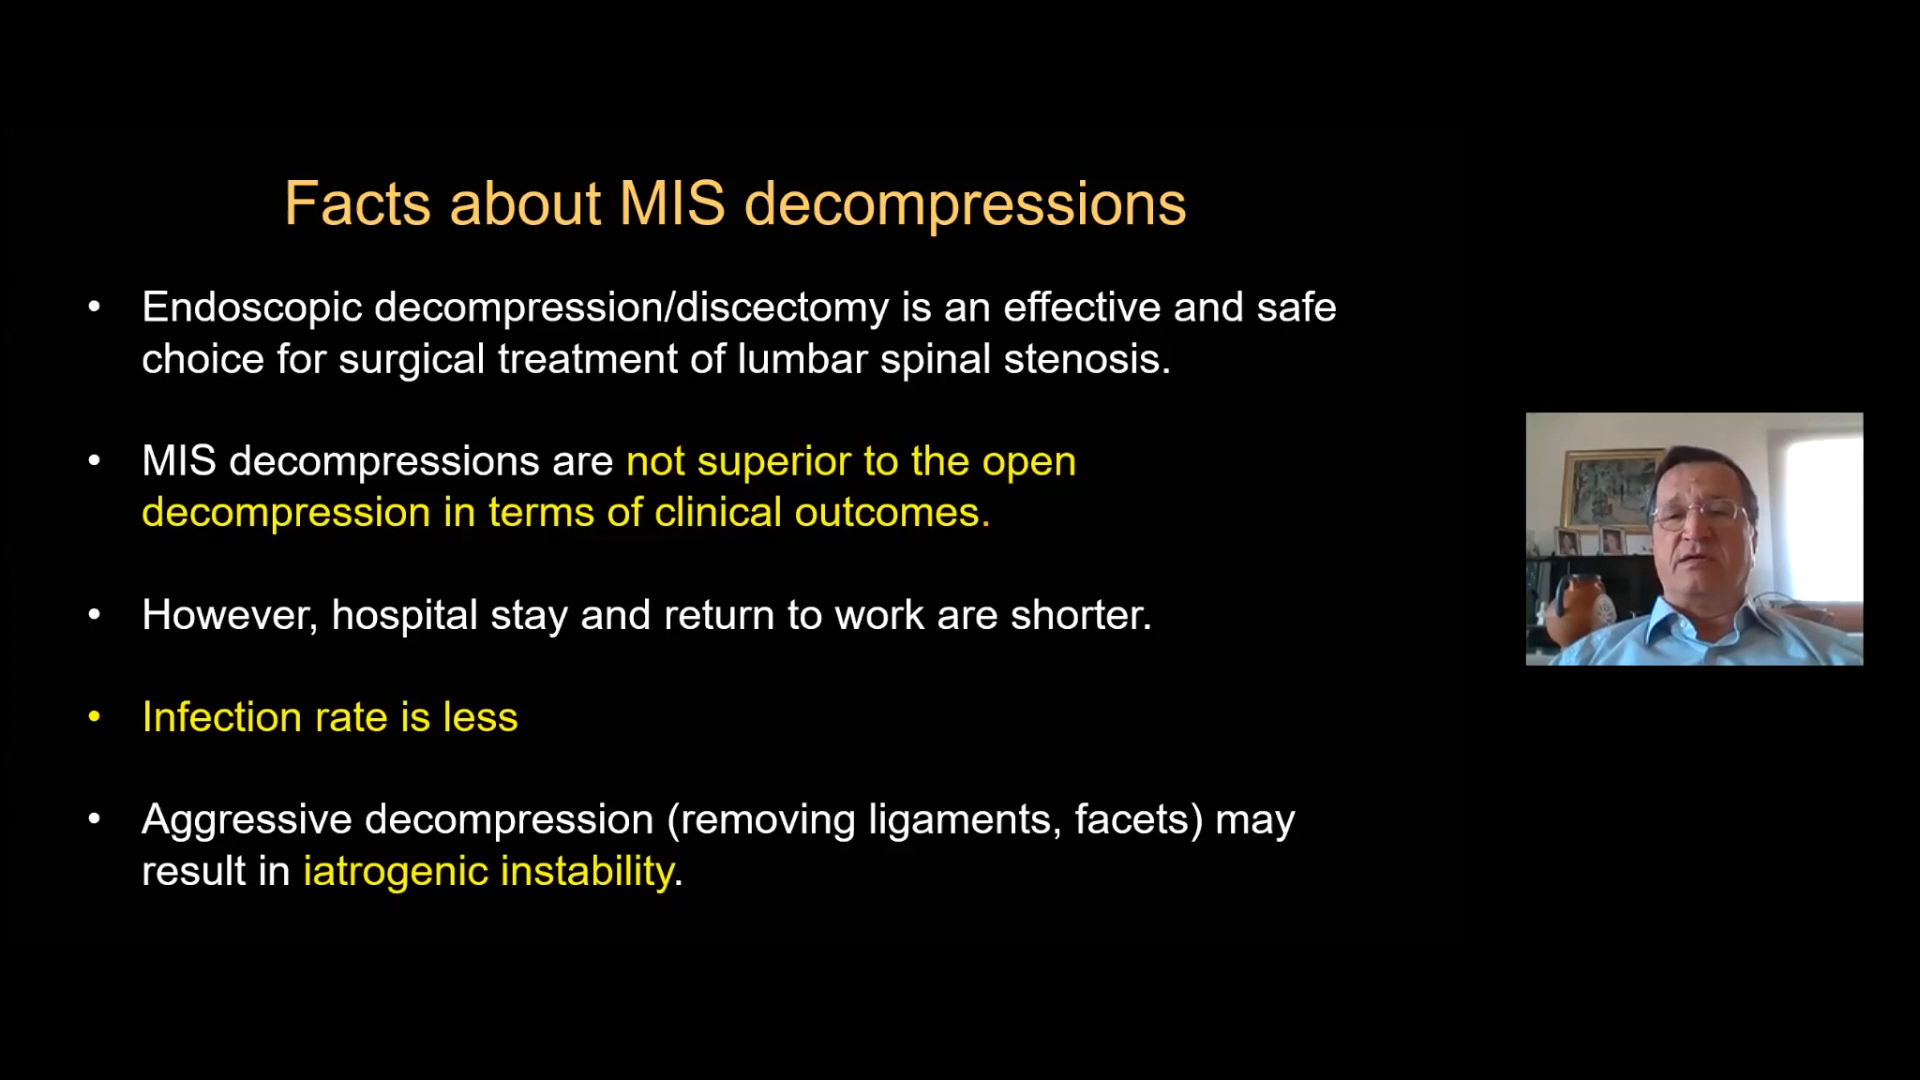 Facts about MIS decompressions
• Endoscopic decompression/discectomy is an effective and safe
choice for surgical treatment of lumbar spinal stenosis.
• MIS decompressions are not superior to the open
decompression in terms of clinical outcomes.
• However, hospital stay and return to work are shorter.
• Infection rate is less
• Aggressive decompression (removing ligaments, facets) may
result in iatrogenic instability.